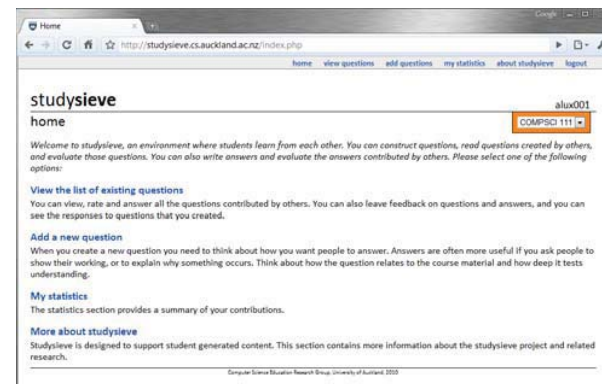 Google
Home
http://studysieve.cs.auckland.ac.nz/index.php
home view questions add questions my statistics about studysieve logout
studysieve
alux001
home
COMPSCI 111
Welcome to studysieve, an environment where students learn from each other. You can construct questions, read questions created by others,
and evaluate those questions. You can also write answers and evaluate the answers contributed by others. Please select one of the following
options:
View the list of existing questions
You can view, rate and answer all the questions contributed by others. You can also leave feedback on questions and answers, and you can
see the responses to questions that you created.
Add a new question
When you create a new question you need to think about how you want people to answer. Answers are often more useful if you ask people to
show their working, or to explain why something occurs. Think about how the question relates to the course material and how deep it tests
understanding.
My statistics
The statistics section provides a summary of your contributions.
More about studysieve
Studysieve is designed to support student generated content. This section contains more information about the studysieve project and related
research.
Computer Science Education Research Group, University of Auckland, 2010